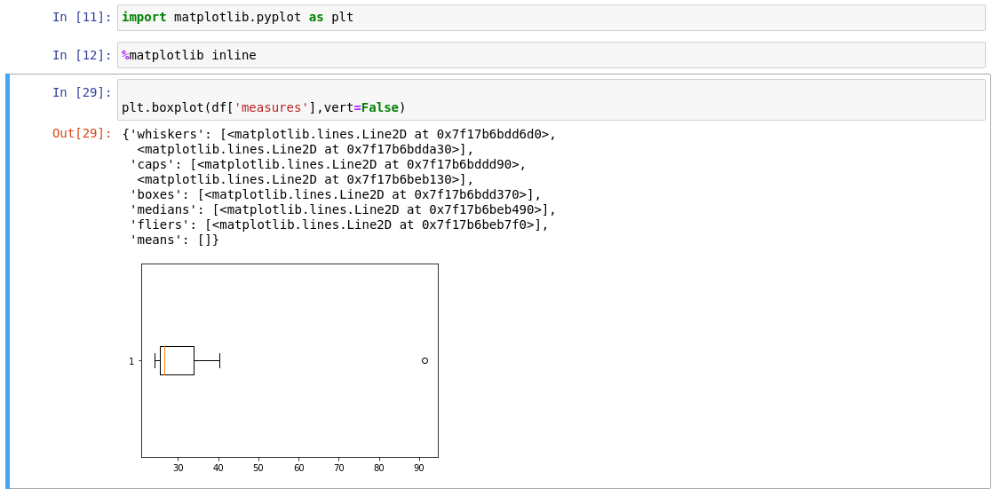 In [11]: import matplotlib.pyplot as plt
In [12]: %matplotlib inline
In [29]:
plt.boxplot(df['measures'],vert=False)
Out[29]: {'whiskers': [<matplotlib.lines.Line2D at 0x7f17b6bdd6d0>,
<matplotlib.lines.Line2D at 0x7f17b6bdda30>],
'caps': [<matplotlib.lines.Line2D at 0x7f17b6bddd90>,
<matplotlib.lines.Line2D at 0x7f17b6beb130>],
'boxes': [<matplotlib.lines.Line2D at 0x7f17b6bdd370>],
'medians': [<matplotlib.lines.Line2D at 0x7f17b6beb490>],
'fliers': [<matplotlib.lines.Line2D at 0x7f17b6beb7f0>],
'means': []}
1
30 40 50 60 70 80 90